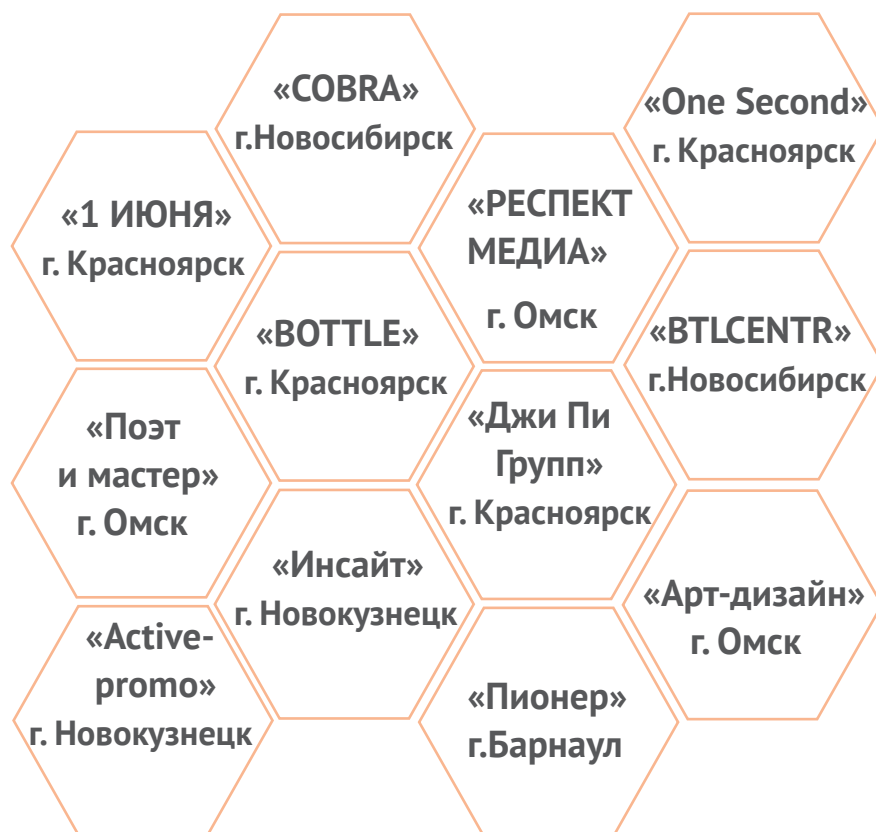 «COBRA»
г.Новосибирск
«One Second»
г. Красноярск
«1 ИЮНЯ»
г. Красноярск
«РЕСПЕКТ
МЕДИА»
г. Омск
«BOTTLE»
г. Красноярск
«BTLCENTR»
г.Новосибирск
«Поэт
и мастер»
г. Омск
«Джи Пи
Групп»
г. Красноярск
«Инсайт»
г. Новокузнецк
«Арт-дизайн»
г. Омск
«Active-
promo»
г. Новокузнецк
«Пионер»
г.Барнаул